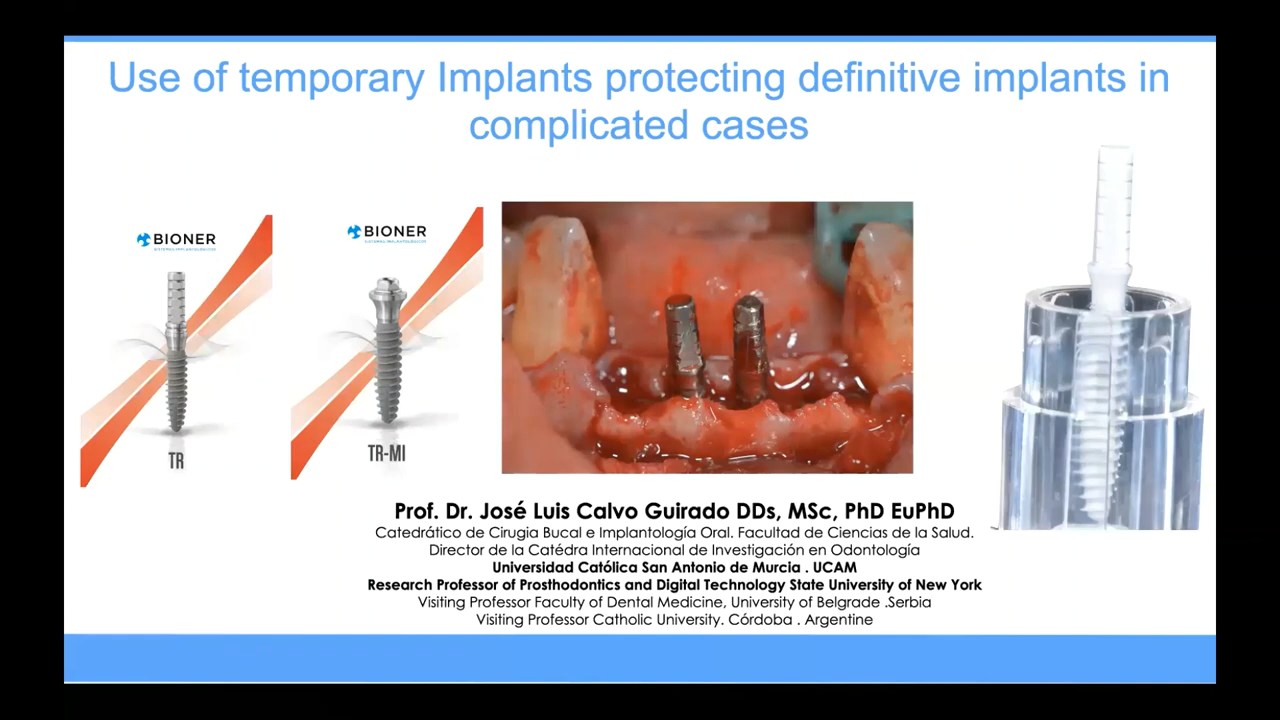 Use of temporary Implants protecting definitive implants in
complicated cases
BIONER
BIONER
TR
TR-MI
Prof. Dr. José Luis Calvo Guirado DDs, MSc, PhD EuPhD
Catedrático de Cirugia Bucal e Implantología Oral. Facultad de Ciencias de la Salud.
Director de la Catédra Internacional de Investigación en Odontología
Universidad Católica San Antonio de Murcia . UCAM
Research Professor of Prosthodontics and Digital Technology State University of New York
Visiting Professor Faculty of Dental Medicine, University of Belgrade .Serbia
Visiting Professor Catholic University. Córdoba . Argentine